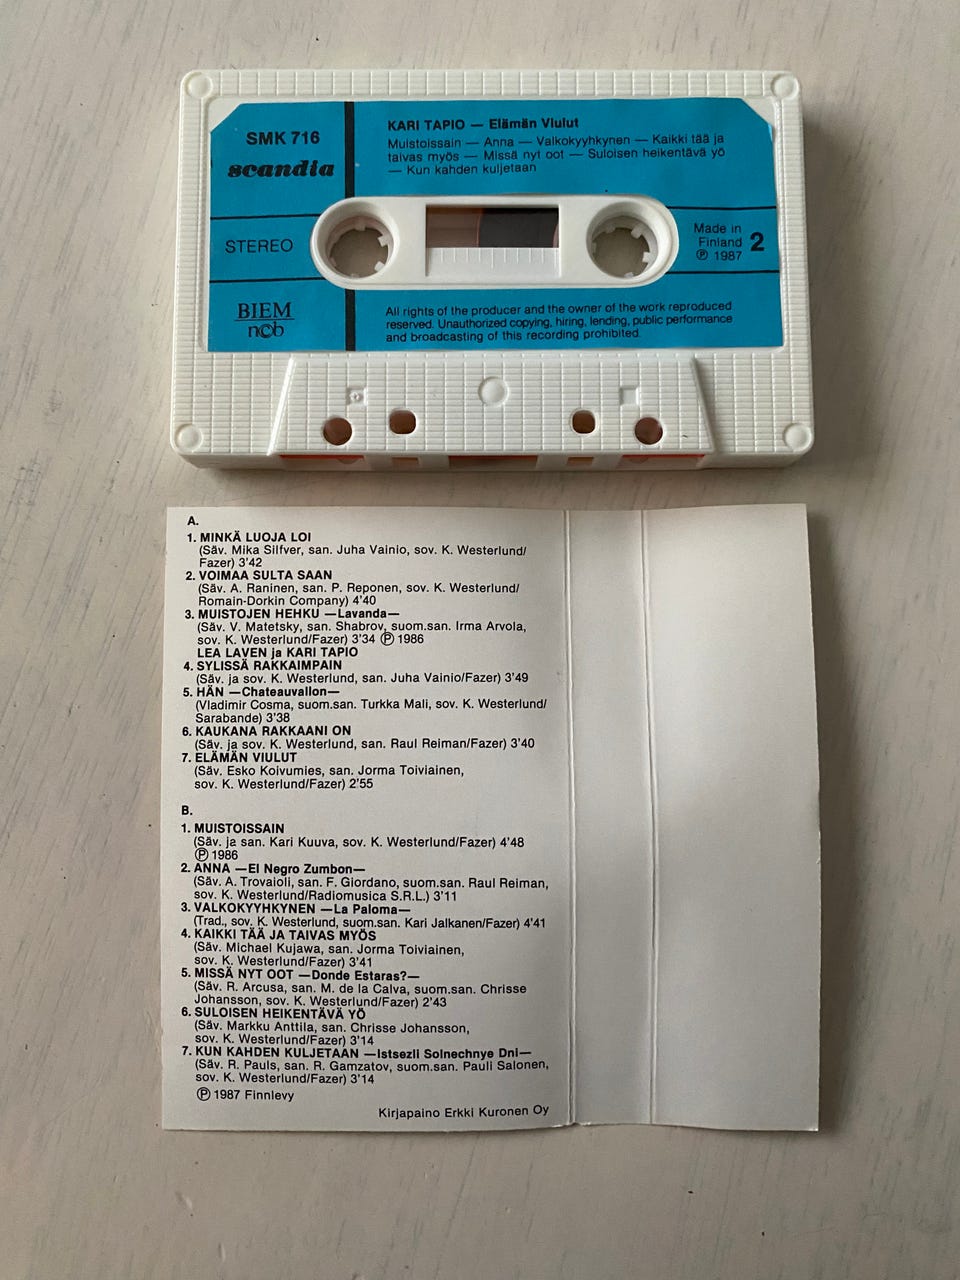 SMK 716
scandia
KARI TAPIO — Elämän Viulut
Muistoissain — Anna — Valkokyyhkynen — Kaikki tää ja
taivas myös — Missä nyt oot — Suloisen heikentävä yö
— Kun kahden kuljetaan
STEREO
Made in
Finland 2
℗ 1987
BIEM
n©b
All rights of the producer and the owner of the work reproduced
reserved. Unauthorized copying, hiring, lending, public performance
and broadcasting of this recording prohibited.
A.
1. MINKÄ LUOJA LOI
(Säv. Mika Silfver, san. Juha Vainio, sov. K. Westerlund/
Fazer) 3'42
2. VOIMAA SULTA SAAN
(Säv. A. Raninen, san. P. Reponen, sov. K. Westerlund/
Romain-Dorkin Company) 4'40
3. MUISTOJEN HEHKU —Lavanda—
(Säv. V. Matetsky, san. Shabrov, suom.san. Irma Arvola,
sov. K. Westerlund/Fazer) 3'34 ℗ 1986
LEA LAVEN ja KARI TAPIO
4. SYLISSÄ RAKKAIMPAIN
(Säv. ja sov. K. Westerlund, san. Juha Vainio/Fazer) 3'49
5. HÄN —Chateauvallon—
(Vladimir Cosma, suom.san. Turkka Mali, sov. K. Westerlund/
Sarabande) 3'38
6. KAUKANA RAKKAANI ON
(Säv. ja sov. K. Westerlund, san. Raul Reiman/Fazer) 3'40
7. ELÄMÄN VIULUT
(Säv. Esko Koivumies, san. Jorma Toiviainen,
sov. K. Westerlund/Fazer) 2'55
B.
1. MUISTOISSAIN
(Säv. ja san. Kari Kuuva, sov. K. Westerlund/Fazer) 4'48
℗ 1986
2. ANNA —El Negro Zumbon—
(Säv. A. Trovaioli, san. F. Giordano, suom.san. Raul Reiman,
sov. K. Westerlund/Radiomusica S.R.L.) 3'11
3. VALKOKYYHKYNEN —La Paloma—
(Trad., sov. K. Westerlund, suom.san. Kari Jalkanen/Fazer) 4'41
4. KAIKKI TÄÄ JA TAIVAS MYÖS
(Säv. Michael Kujawa, san. Jorma Toiviainen,
sov. K. Westerlund/Fazer) 3'41
5. MISSÄ NYT OOT —Donde Estaras?—
(Säv. R. Arcusa, san. M. de la Calva, suom.san. Chrisse
Johansson, sov. K. Westerlund/Fazer) 2'43
6. SULOISEN HEIKENTÄVÄ YÖ
(Säv. Markku Anttila, san. Chrisse Johansson,
sov. K. Westerlund/Fazer) 3'14
7. KUN KAHDEN KULJETAAN —Istsezli Solnechnye Dni—
(Säv. R. Pauls, san. R. Gamzatov, suom.san. Pauli Salonen,
sov. K. Westerlund/Fazer) 3'14
℗ 1987 Finnlevy
Kirjapaino Erkki Kuronen Oy